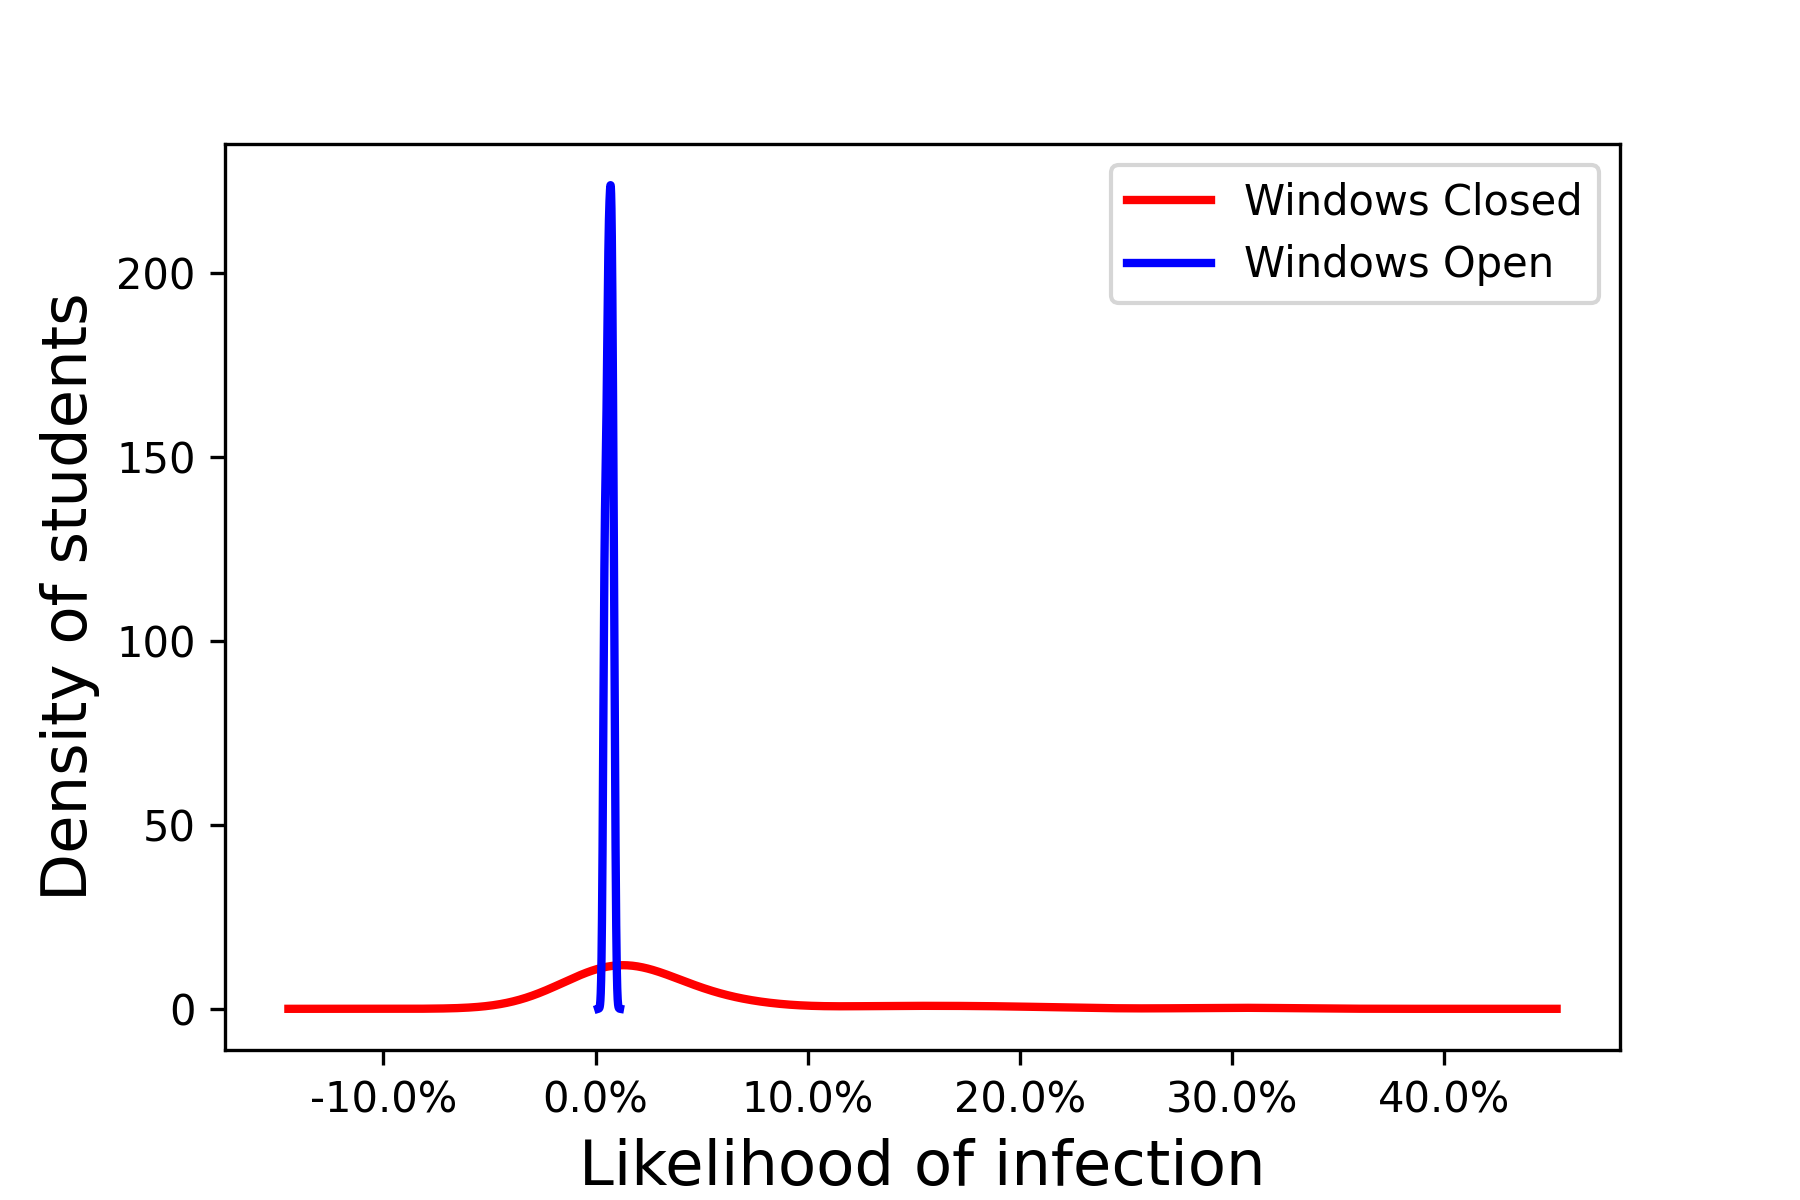 Windows Closed
Windows Open
Density of students
200
150
100
50
0
-10.0% 0.0% 10.0% 20.0% 30.0% 40.0%
Likelihood of infection